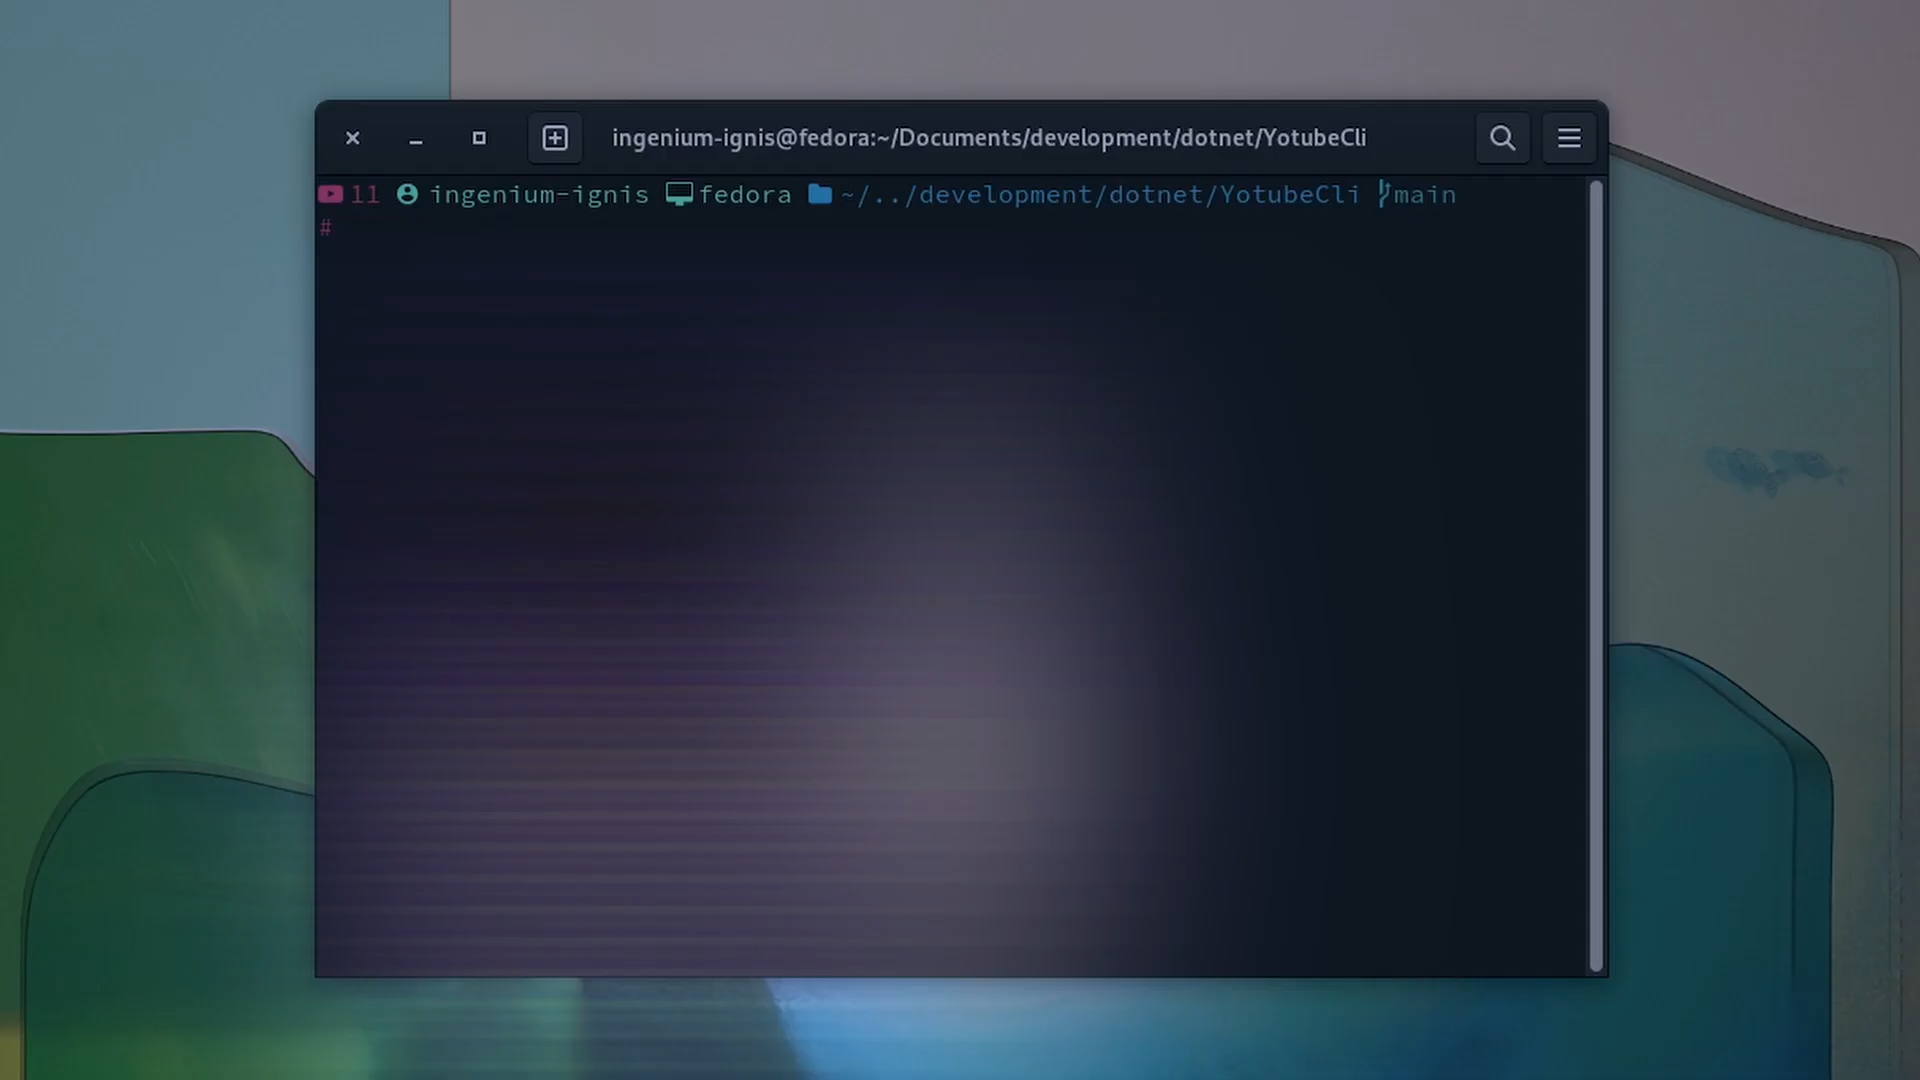 ingenium-ignis@fedora:~/Documents/development/dotnet/YotubeCli
11 ingenium-ignis fedora ~/../development/dotnet/YotubeCli main
#